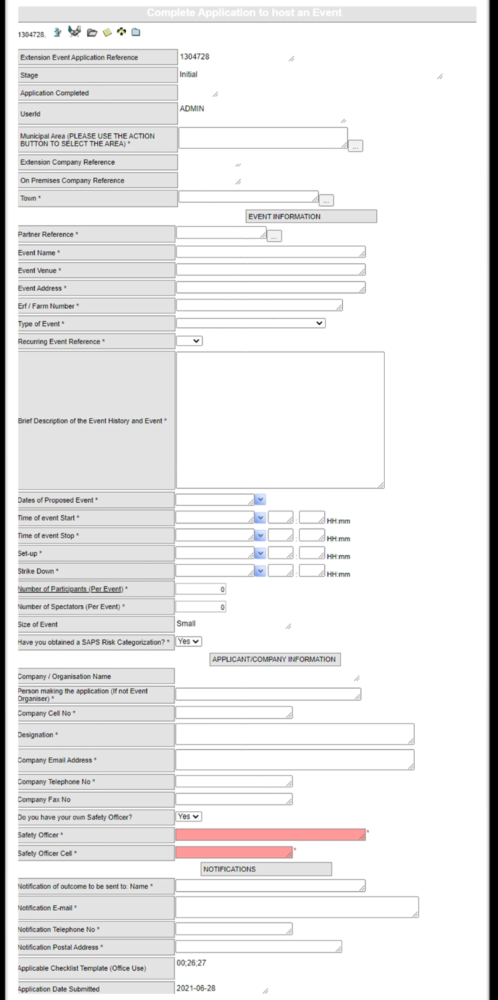 Complete Application to host an Event
1304728,
Extension Event Application Reference 1304728
Stage Initial
Application Completed
UserId ADMIN
Municipal Area (PLEASE USE THE ACTION
BUTTON TO SELECT THE AREA) * ...
Extension Company Reference
On Premises Company Reference
Town * ...
EVENT INFORMATION
Partner Reference * ...
Event Name *
Event Venue *
Event Address *
Erf / Farm Number *
Type of Event *
Recurring Event Reference *
Brief Description of the Event History and Event *
Dates of Proposed Event *
Time of event Start * : HH:mm
Time of event Stop * : HH:mm
Set-up * : HH:mm
Strike Down * : HH:mm
Number of Participants (Per Event) * 0
Number of Spectators (Per Event) * 0
Size of Event Small
Have you obtained a SAPS Risk Categorization? * Yes
APPLICANT/COMPANY INFORMATION
Company / Organisation Name
Person making the application (If not Event
Organiser) *
Company Cell No *
Designation *
Company Email Address *
Company Telephone No *
Company Fax No
Do you have your own Safety Officer? Yes
Safety Officer * *
Safety Officer Cell * *
NOTIFICATIONS
Notification of outcome to be sent to: Name *
Notification E-mail *
Notification Telephone No *
Notification Postal Address *
Applicable Checklist Template (Office Use) 00;26;27
Application Date Submitted 2021-06-28